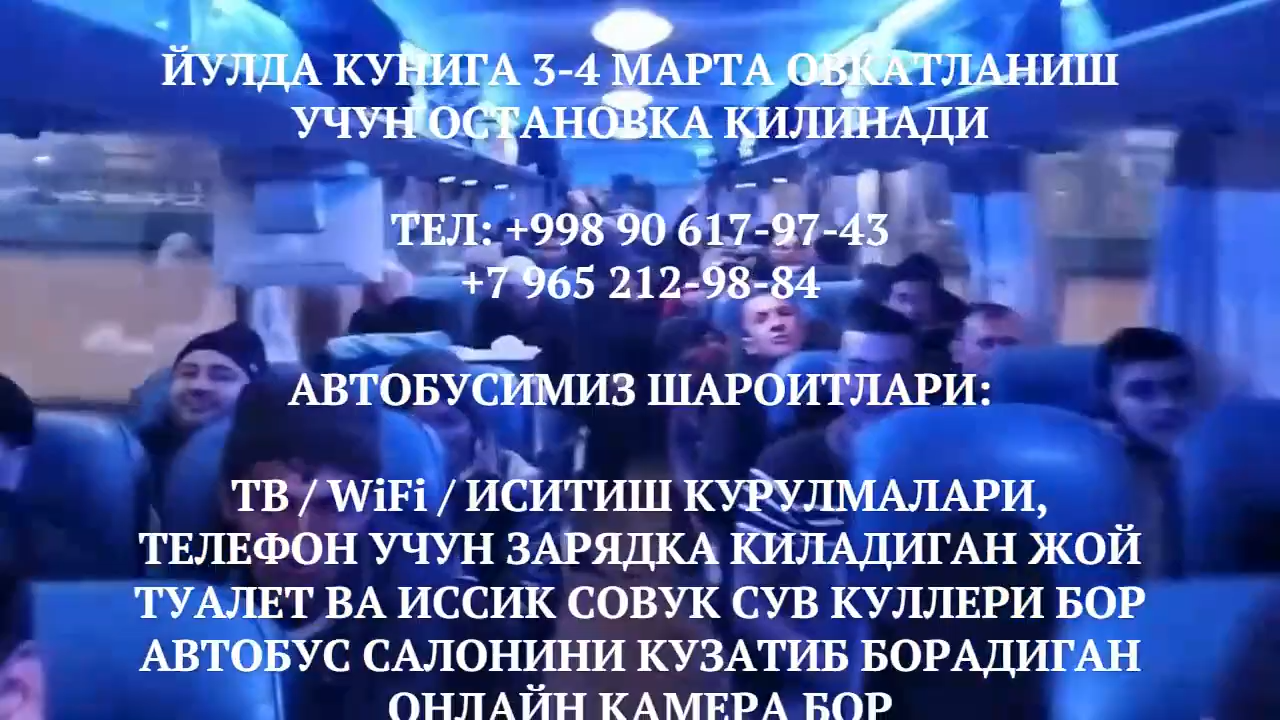 ЙУЛДА КУНИГА 3-4 МАРТА ОВКАТЛАНИШ
УЧУН ОСТАНОВКА КИЛИНАДИ
ТЕЛ: +998 90 617-97-43
+7 965 212-98-84
АВТОБУСИМИЗ ШАРОИТЛАРИ:
ТВ / WiFi / ИСИТИШ КУРУЛМАЛАРИ,
ТЕЛЕФОН УЧУН ЗАРЯДКА КИЛАДИГАН ЖОЙ
ТУАЛЕТ ВА ИССИК СОВУК СУВ КУЛЛЕРИ БОР
АВТОБУС САЛОНИНИ КУЗАТИБ БОРАДИГАН
ОНЛАЙН КАМЕРА БОР